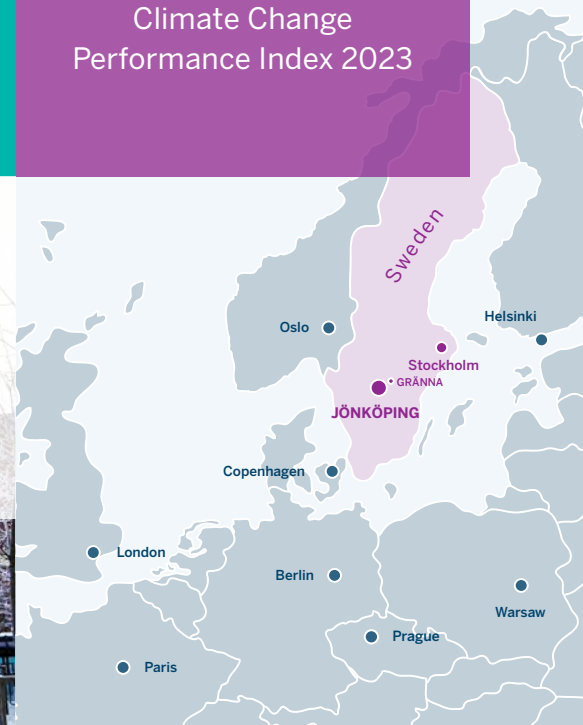 Climate Change
Performance Index 2023
Sweden
Helsinki
Oslo
Stockholm
GRÄNNA
JÖNKÖPING
Copenhagen
London
Berlin
Warsaw
Prague
Paris